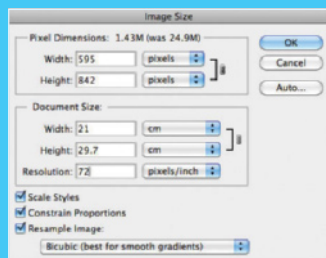 Image Size
Pixel Dimensions: 1.43M (was 24.9M)
Width: 595 pixels
Height: 842 pixels
OK
Cancel
Auto...
Document Size:
Width: 21 cm
Height: 29.7 cm
Resolution: 72 pixels/inch
Scale Styles
Constrain Proportions
Resample Image:
Bicubic (best for smooth gradients)